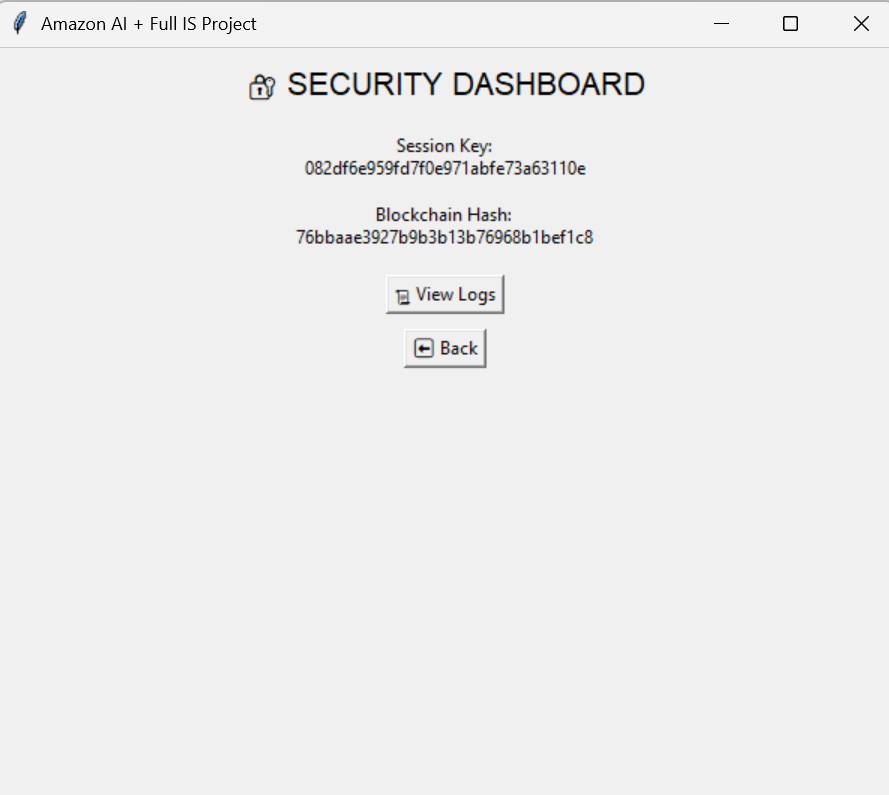 Amazon AI + Full IS Project
🔐 SECURITY DASHBOARD
Session Key:
082df6e959fd7f0e971abfe73a63110e
Blockchain Hash:
76bbaae3927b9b3b13b76968b1bef1c8
📜 View Logs
⬅ Back